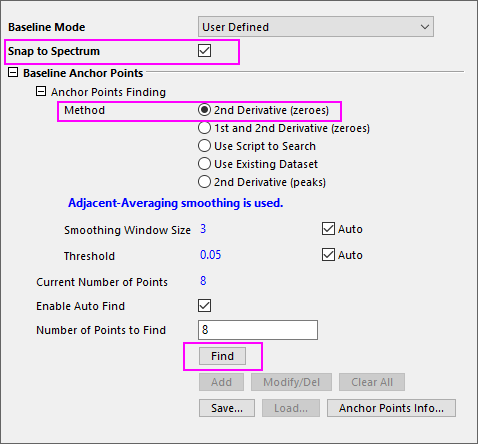 Baseline Mode User Defined
Snap to Spectrum
Baseline Anchor Points
Anchor Points Finding
Method 2nd Derivative (zeroes)
1st and 2nd Derivative (zeroes)
Use Script to Search
Use Existing Dataset
2nd Derivative (peaks)
Adjacent-Averaging smoothing is used.
Smoothing Window Size 3 Auto
Threshold 0.05 Auto
Current Number of Points 8
Enable Auto Find
Number of Points to Find 8
Find
Add Modify/Del Clear All
Save... Load... Anchor Points Info...